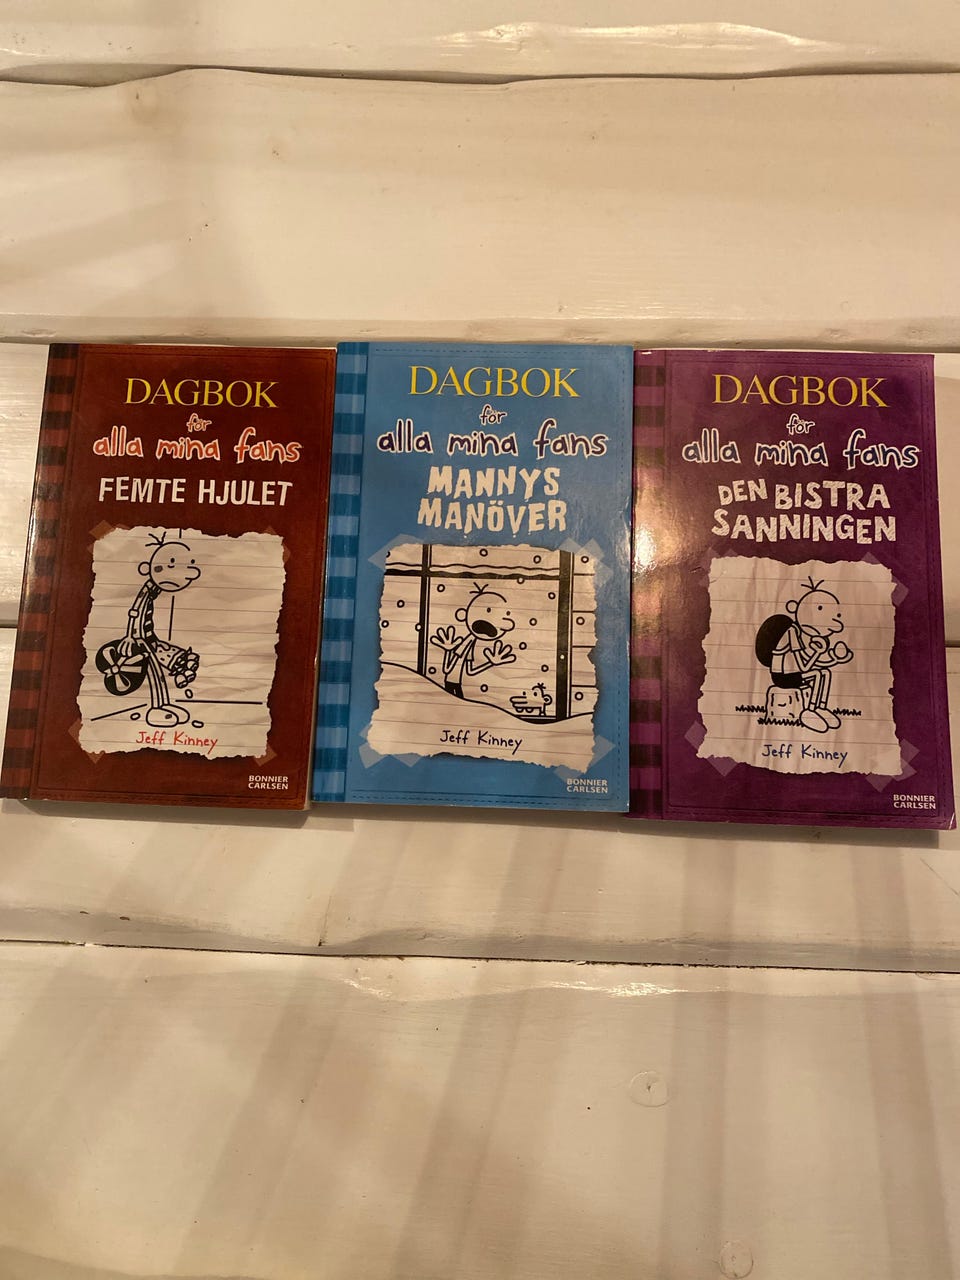 DAGBOK
för
alla mina fans
FEMTE HJULET
Jeff Kinney
BONNIER
CARLSEN
DAGBOK
för
alla mina fans
MANNYS
MANÖVER
Jeff Kinney
BONNIER
CARLSEN
DAGBOK
för
alla mina fans
DEN BISTRA
SANNINGEN
Jeff Kinney
BONNIER
CARLSEN